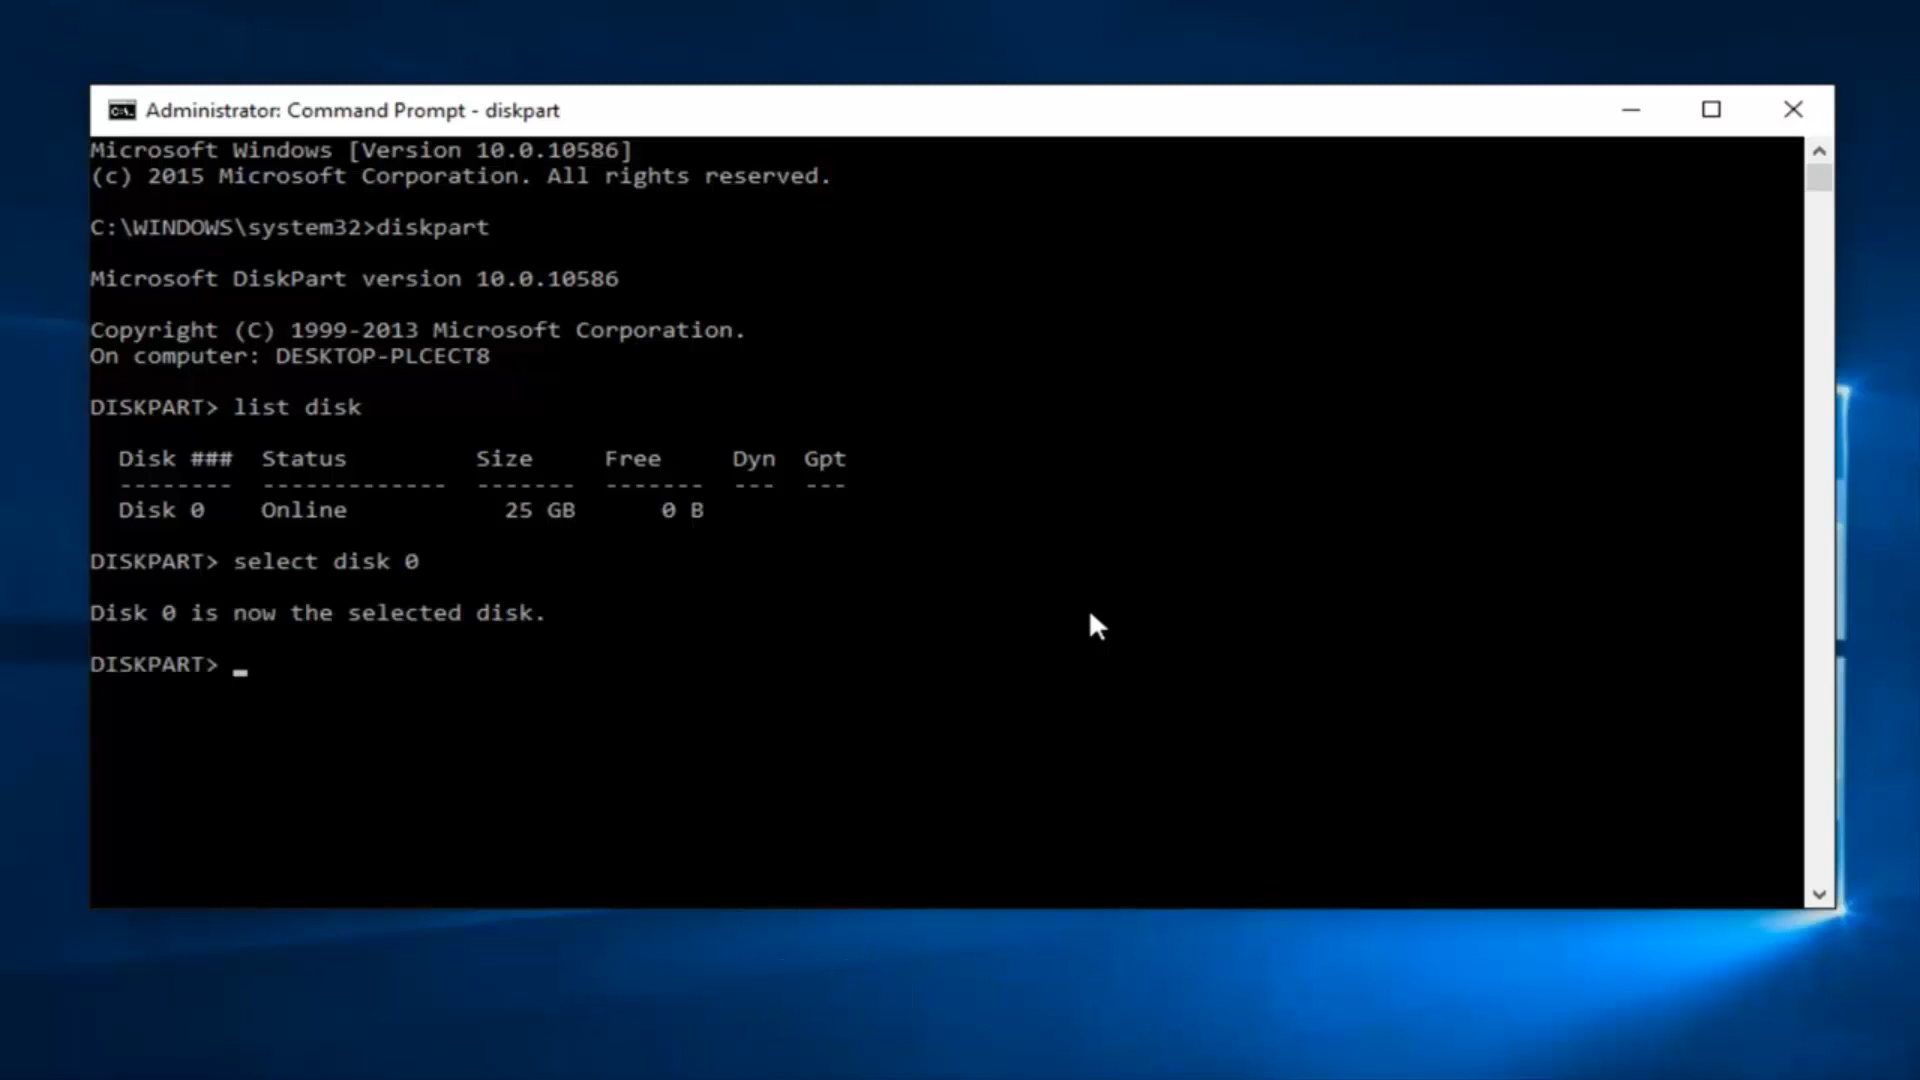 Administrator: Command Prompt - diskpart
Microsoft Windows [Version 10.0.10586]
(c) 2015 Microsoft Corporation. All rights reserved.
C:\WINDOWS\system32>diskpart
Microsoft DiskPart version 10.0.10586
Copyright (C) 1999-2013 Microsoft Corporation.
On computer: DESKTOP-PLCECT8
DISKPART> list disk
Disk ###  Status         Size     Free     Dyn  Gpt
--------  -------------  -------  -------  ---  ---
Disk 0    Online           25 GB      0 B
DISKPART> select disk 0
Disk 0 is now the selected disk.
DISKPART> _